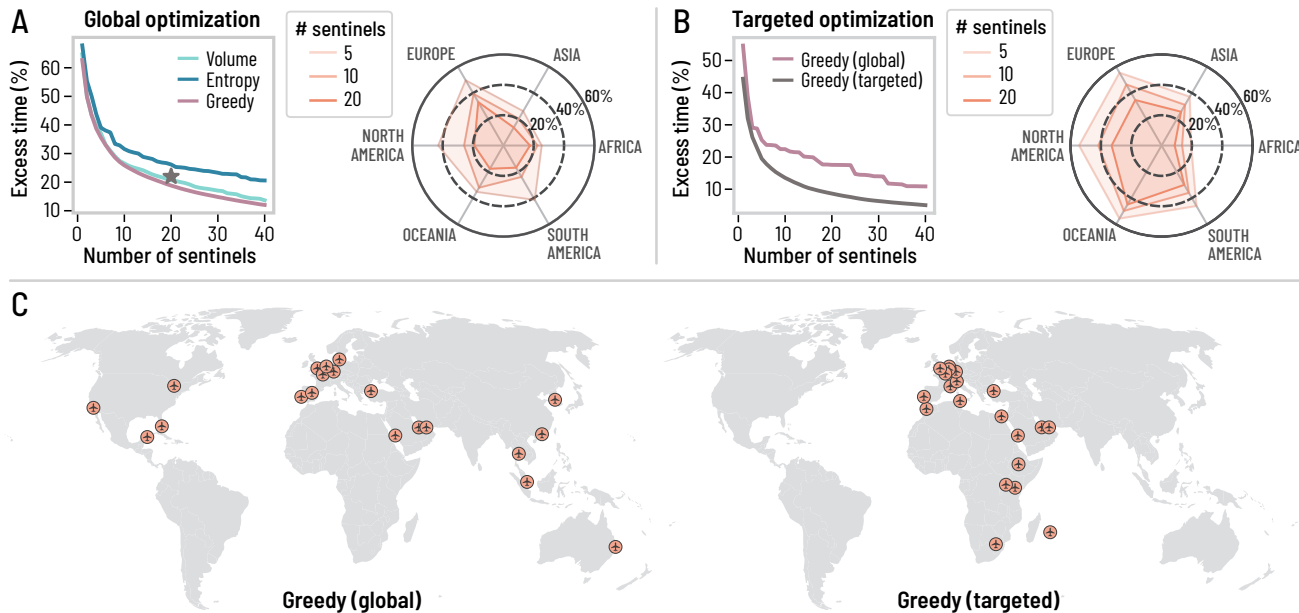 A
Global optimization
Excess time (%)
60
50
40
30
20
10
0
10
20
30
40
Number of sentinels
Volume
Entropy
Greedy
# sentinels
5
10
20
EUROPE
ASIA
NORTH
AMERICA
AFRICA
OCEANIA
SOUTH
AMERICA
60%
40%
20%
B
Targeted optimization
Excess time (%)
50
40
30
20
10
0
10
20
30
40
Number of sentinels
Greedy (global)
Greedy (targeted)
# sentinels
5
10
20
EUROPE
ASIA
NORTH
AMERICA
AFRICA
OCEANIA
SOUTH
AMERICA
60%
40%
20%
C
Greedy (global)
Greedy (targeted)